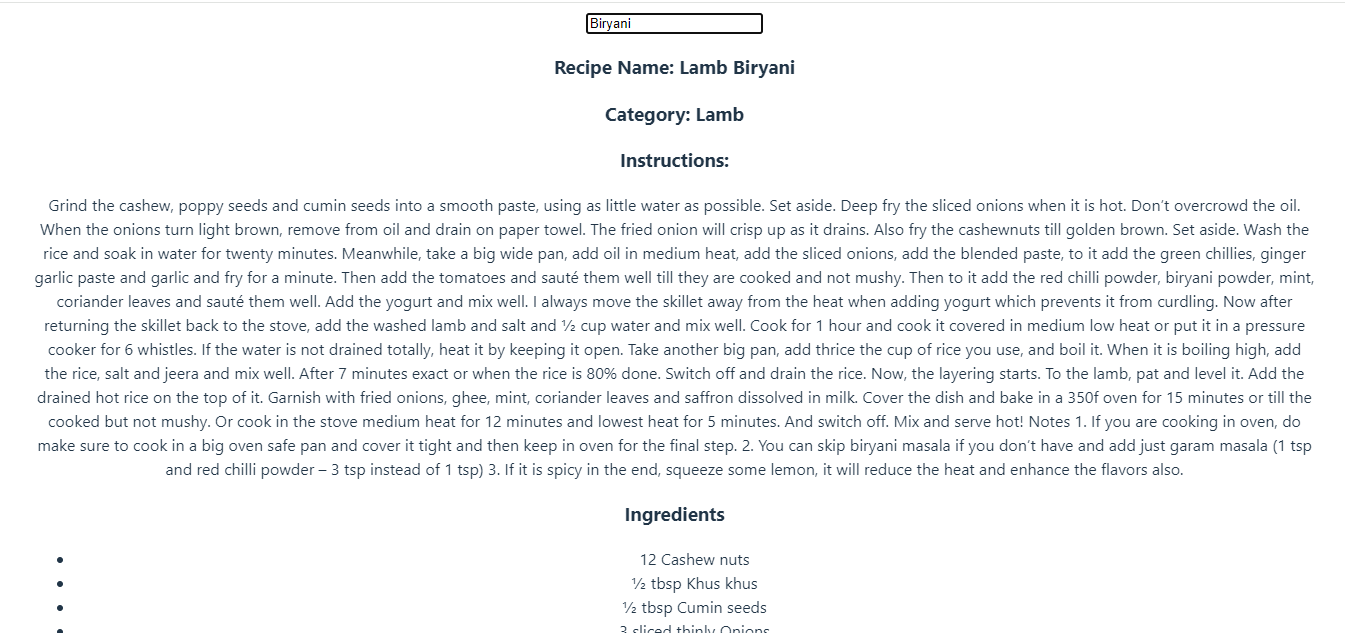 Biryani
Recipe Name: Lamb Biryani
Category: Lamb
Instructions:
Grind the cashew, poppy seeds and cumin seeds into a smooth paste, using as little water as possible. Set aside. Deep fry the sliced onions when it is hot. Don’t overcrowd the oil.
When the onions turn light brown, remove from oil and drain on paper towel. The fried onion will crisp up as it drains. Also fry the cashewnuts till golden brown. Set aside. Wash the
rice and soak in water for twenty minutes. Meanwhile, take a big wide pan, add oil in medium heat, add the sliced onions, add the blended paste, to it add the green chillies, ginger
garlic paste and garlic and fry for a minute. Then add the tomatoes and sauté them well till they are cooked and not mushy. Then to it add the red chilli powder, biryani powder, mint,
coriander leaves and sauté them well. Add the yogurt and mix well. I always move the skillet away from the heat when adding yogurt which prevents it from curdling. Now after
returning the skillet back to the stove, add the washed lamb and salt and ½ cup water and mix well. Cook for 1 hour and cook it covered in medium low heat or put it in a pressure
cooker for 6 whistles. If the water is not drained totally, heat it by keeping it open. Take another big pan, add thrice the cup of rice you use, and boil it. When it is boiling high, add
the rice, salt and jeera and mix well. After 7 minutes exact or when the rice is 80% done. Switch off and drain the rice. Now, the layering starts. To the lamb, pat and level it. Add the
drained hot rice on the top of it. Garnish with fried onions, ghee, mint, coriander leaves and saffron dissolved in milk. Cover the dish and bake in a 350f oven for 15 minutes or till the
cooked but not mushy. Or cook in the stove medium heat for 12 minutes and lowest heat for 5 minutes. And switch off. Mix and serve hot! Notes 1. If you are cooking in oven, do
make sure to cook in a big oven safe pan and cover it tight and then keep in oven for the final step. 2. You can skip biryani masala if you don’t have and add just garam masala (1 tsp
and red chilli powder – 3 tsp instead of 1 tsp) 3. If it is spicy in the end, squeeze some lemon, it will reduce the heat and enhance the flavors also.
Ingredients
• 12 Cashew nuts
• ½ tbsp Khus khus
• ½ tbsp Cumin seeds
• 3 sliced thinly Onions